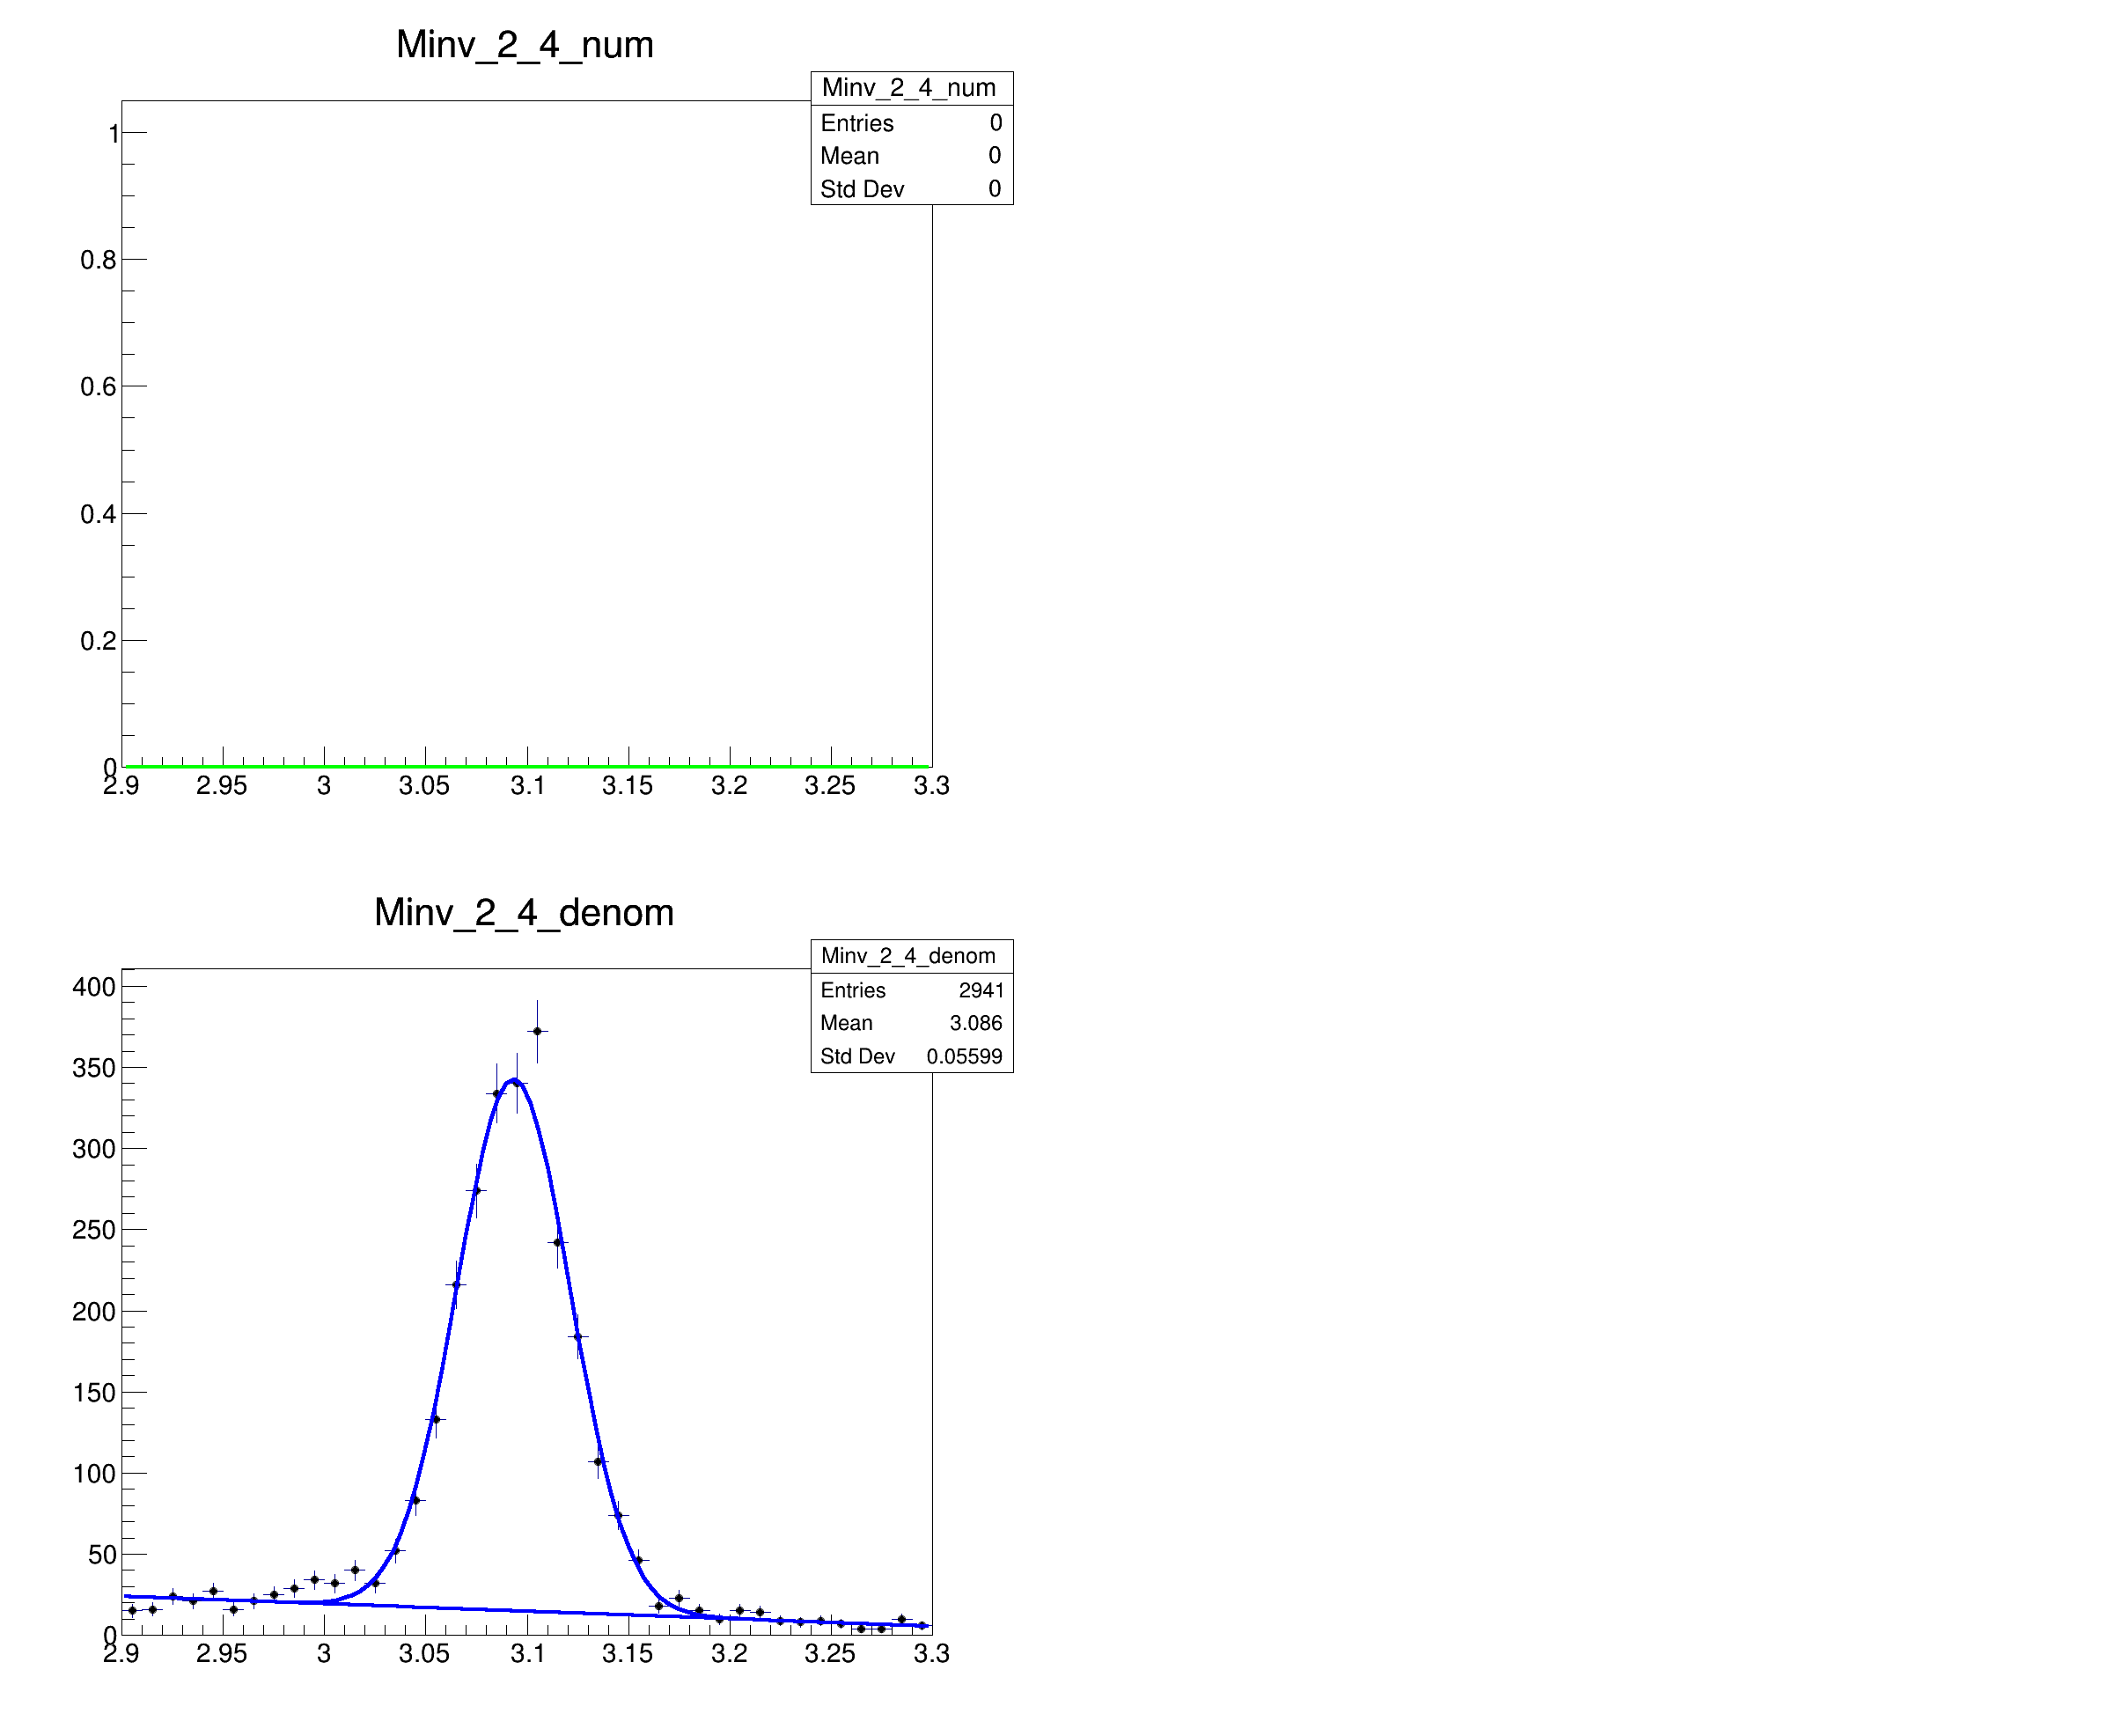 Minv_2_4_num
Minv_2_4_num
Entries 0
Mean 0
Std Dev 0
1
0.8
0.6
0.4
0.2
0
2.9 2.95 3 3.05 3.1 3.15 3.2 3.25 3.3
Minv_2_4_denom
Minv_2_4_denom
Entries 2941
Mean 3.086
Std Dev 0.05599
400
350
300
250
200
150
100
50
0
2.9 2.95 3 3.05 3.1 3.15 3.2 3.25 3.3